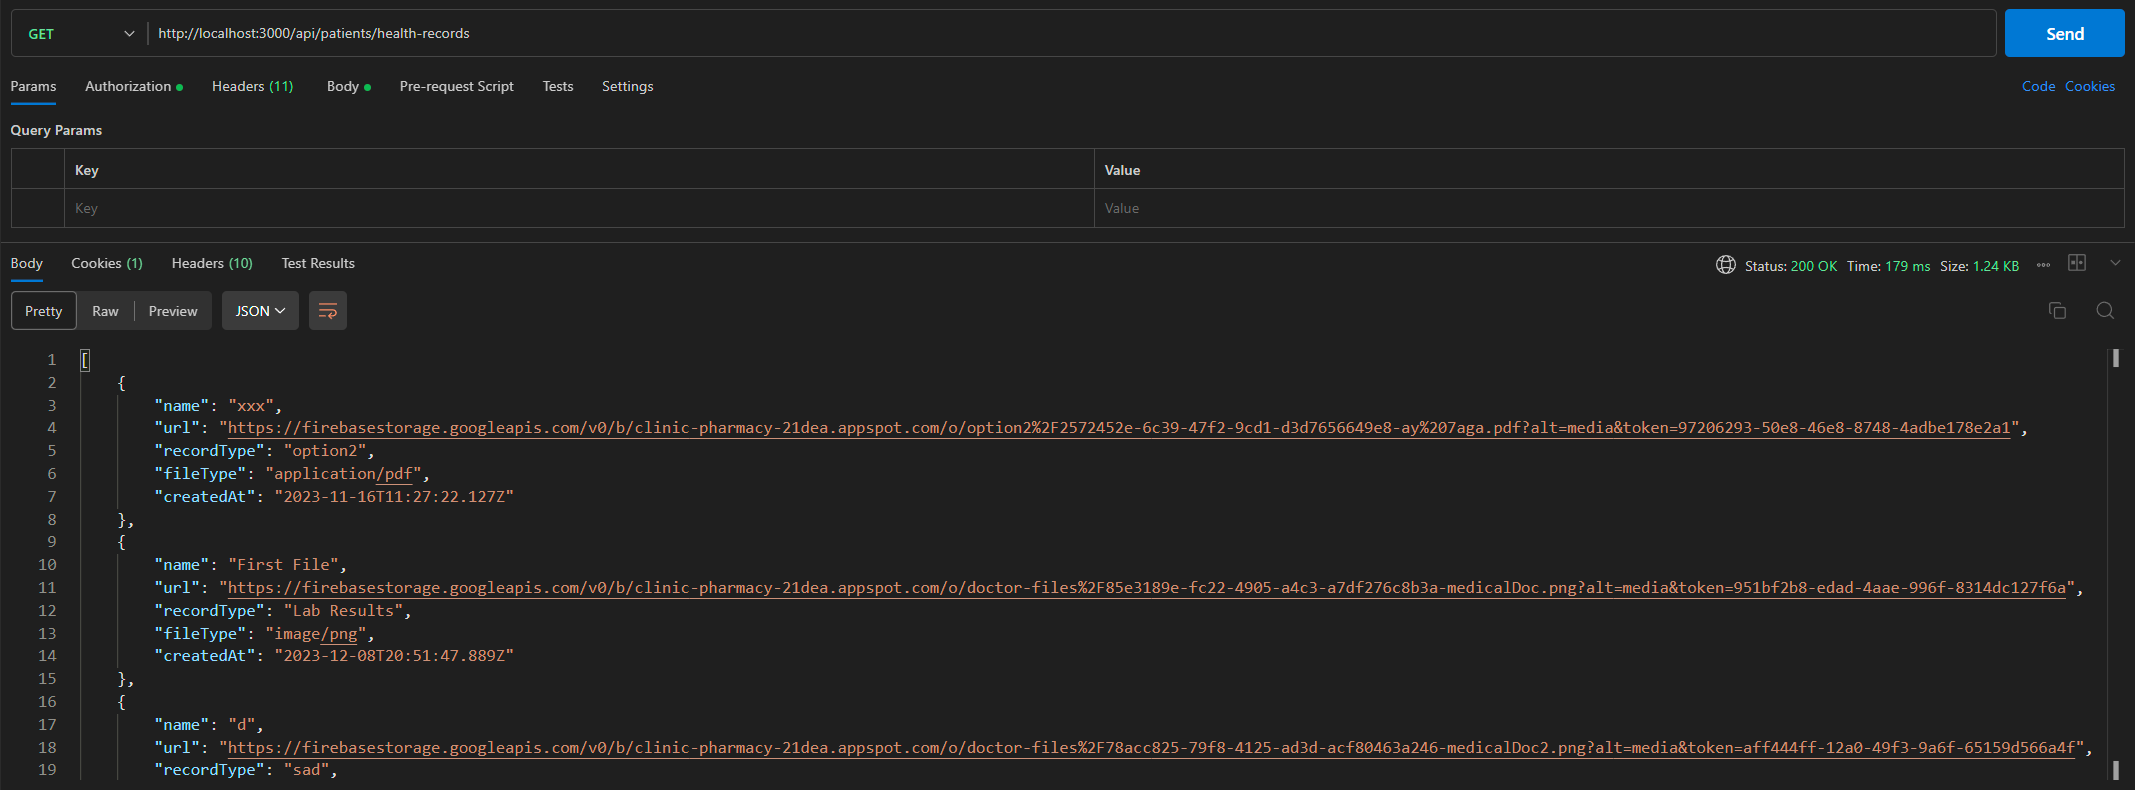 GET http://localhost:3000/api/patients/health-records Send
Params Authorization Headers (11) Body Pre-request Script Tests Settings Code Cookies
Query Params
Key Value
Key Value
Body Cookies (1) Headers (10) Test Results Status: 200 OK Time: 179 ms Size: 1.24 KB
Pretty Raw Preview JSON
1 [
2 {
3 "name": "xxx",
4 "url": "https://firebasestorage.googleapis.com/v0/b/clinic-pharmacy-21dea.appspot.com/o/option2%2F2572452e-6c39-47f2-9cd1-d3d7656649e8-ay%207aga.pdf?alt=media&token=97206293-50e8-46e8-8748-4adbe178e2a1",
5 "recordType": "option2",
6 "fileType": "application/pdf",
7 "createdAt": "2023-11-16T11:27:22.127Z"
8 },
9 {
10 "name": "First File",
11 "url": "https://firebasestorage.googleapis.com/v0/b/clinic-pharmacy-21dea.appspot.com/o/doctor-files%2F85e3189e-fc22-4905-a4c3-a7df276c8b3a-medicalDoc.png?alt=media&token=951bf2b8-edad-4aae-996f-8314dc127f6a",
12 "recordType": "Lab Results",
13 "fileType": "image/png",
14 "createdAt": "2023-12-08T20:51:47.889Z"
15 },
16 {
17 "name": "d",
18 "url": "https://firebasestorage.googleapis.com/v0/b/clinic-pharmacy-21dea.appspot.com/o/doctor-files%2F78acc825-79f8-4125-ad3d-acf80463a246-medicalDoc2.png?alt=media&token=aff444ff-12a0-49f3-9a6f-65159d566a4f",
19 "recordType": "sad",